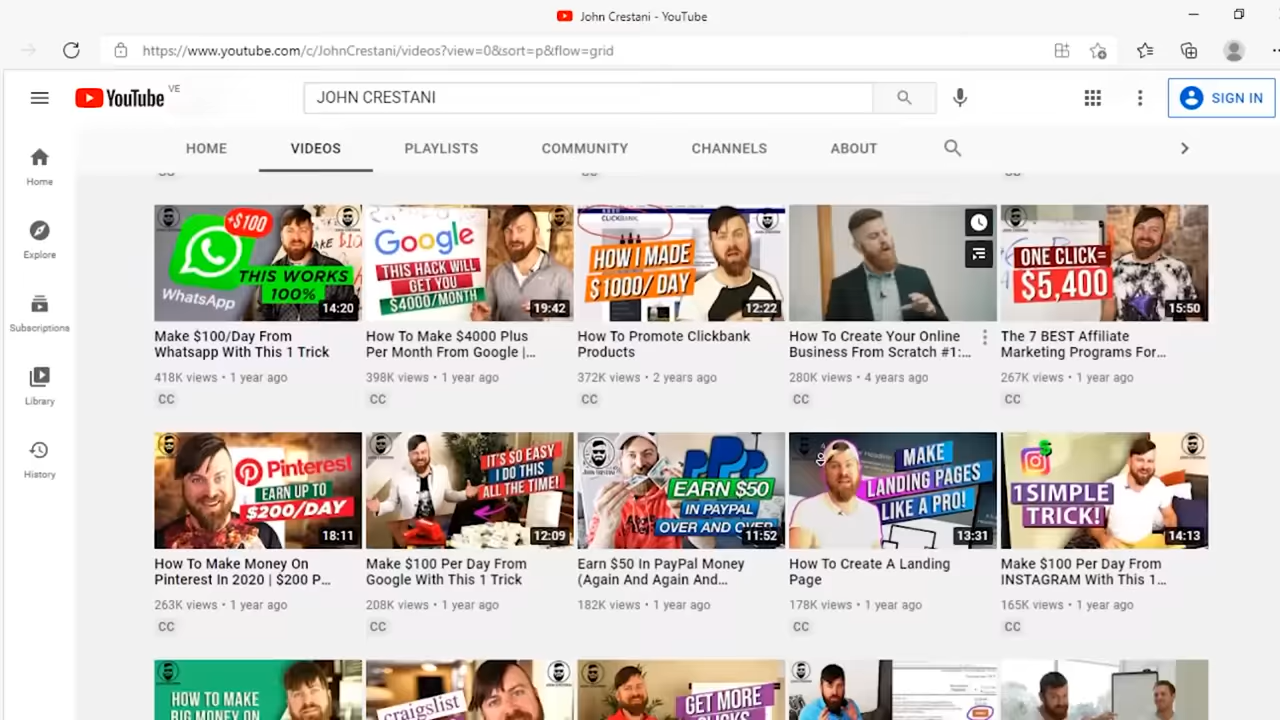 John Crestani - YouTube
https://www.youtube.com/c/JohnCrestani/videos?view=0&sort=p&flow=grid
YouTube VE
JOHN CRESTANI
SIGN IN
HOME VIDEOS PLAYLISTS COMMUNITY CHANNELS ABOUT
Home
Explore
Subscriptions
Library
History
+$100
WhatsApp
THIS WORKS
100%
14:20
Google
THIS HACK WILL
GET YOU
$4000/MONTH
19:42
CLICKBANK
HOW I MADE
$1000/DAY
12:22
ONE CLICK=
$5,400
15:50
Make $100/Day From
Whatsapp With This 1 Trick
418K views • 1 year ago
CC
How To Make $4000 Plus
Per Month From Google |...
398K views • 1 year ago
CC
How To Promote Clickbank
Products
372K views • 2 years ago
CC
How To Create Your Online
Business From Scratch #1:...
280K views • 4 years ago
CC
The 7 BEST Affiliate
Marketing Programs For...
267K views • 1 year ago
CC
Pinterest
EARN UP TO
$200/DAY
18:11
IT'S SO EASY
I DO THIS
ALL THE TIME!
12:09
EARN $50
IN PAYPAL
OVER AND OVER
11:52
MAKE
LANDING PAGES
LIKE A PRO!
13:31
1 SIMPLE
TRICK!
14:13
How To Make Money On
Pinterest In 2020 | $200 P...
263K views • 1 year ago
CC
Make $100 Per Day From
Google With This 1 Trick
208K views • 1 year ago
CC
Earn $50 In PayPal Money
(Again And Again And...
182K views • 1 year ago
How To Create A Landing
Page
178K views • 1 year ago
CC
Make $100 Per Day From
INSTAGRAM With This 1...
165K views • 1 year ago
CC
HOW TO MAKE
BIG MONEY ON
craigslist
GET MORE
CLICKS